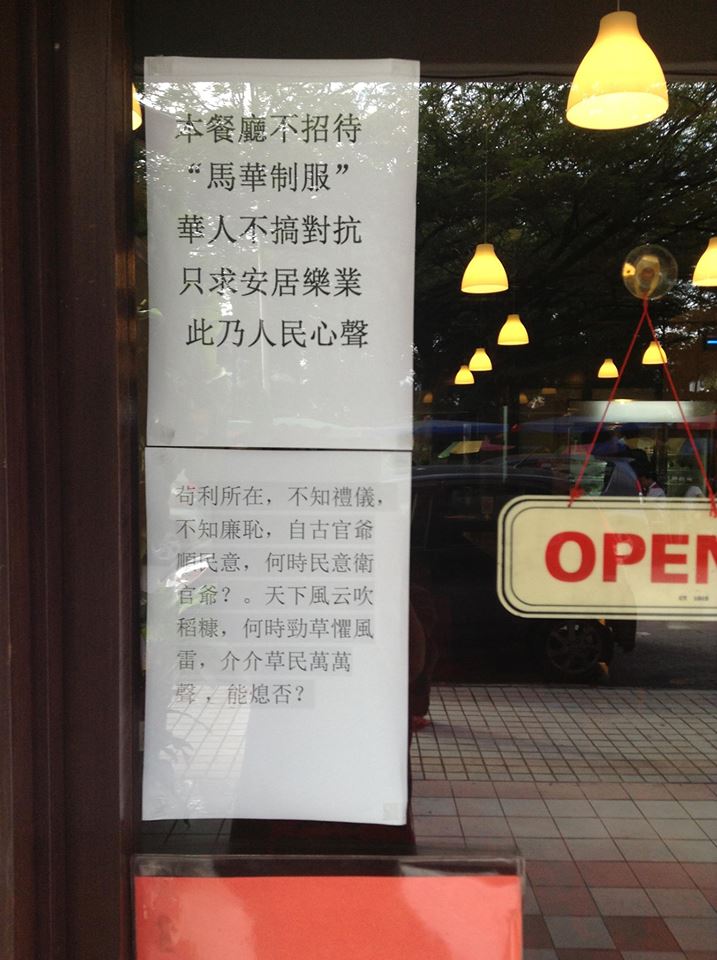 本餐廳不招待
“馬華制服”
華人不搞對抗
只求安居樂業
此乃人民心聲
苟利所在，不知禮儀，
不知廉恥，自古官爺
順民意，何時民意衛
官爺？。天下風云吹
稻糠，何時勁草懼風
雷，介介草民萬萬
聲，能熄否？
OPEN